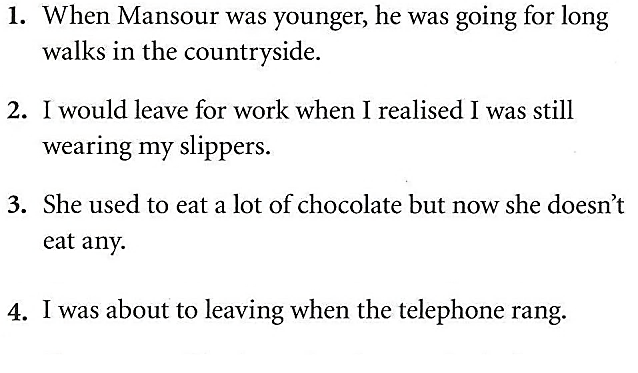 1. When Mansour was younger, he was going for long
walks in the countryside.
2. I would leave for work when I realised I was still
wearing my slippers.
3. She used to eat a lot of chocolate but now she doesn't
eat any.
4. I was about to leaving when the telephone rang.